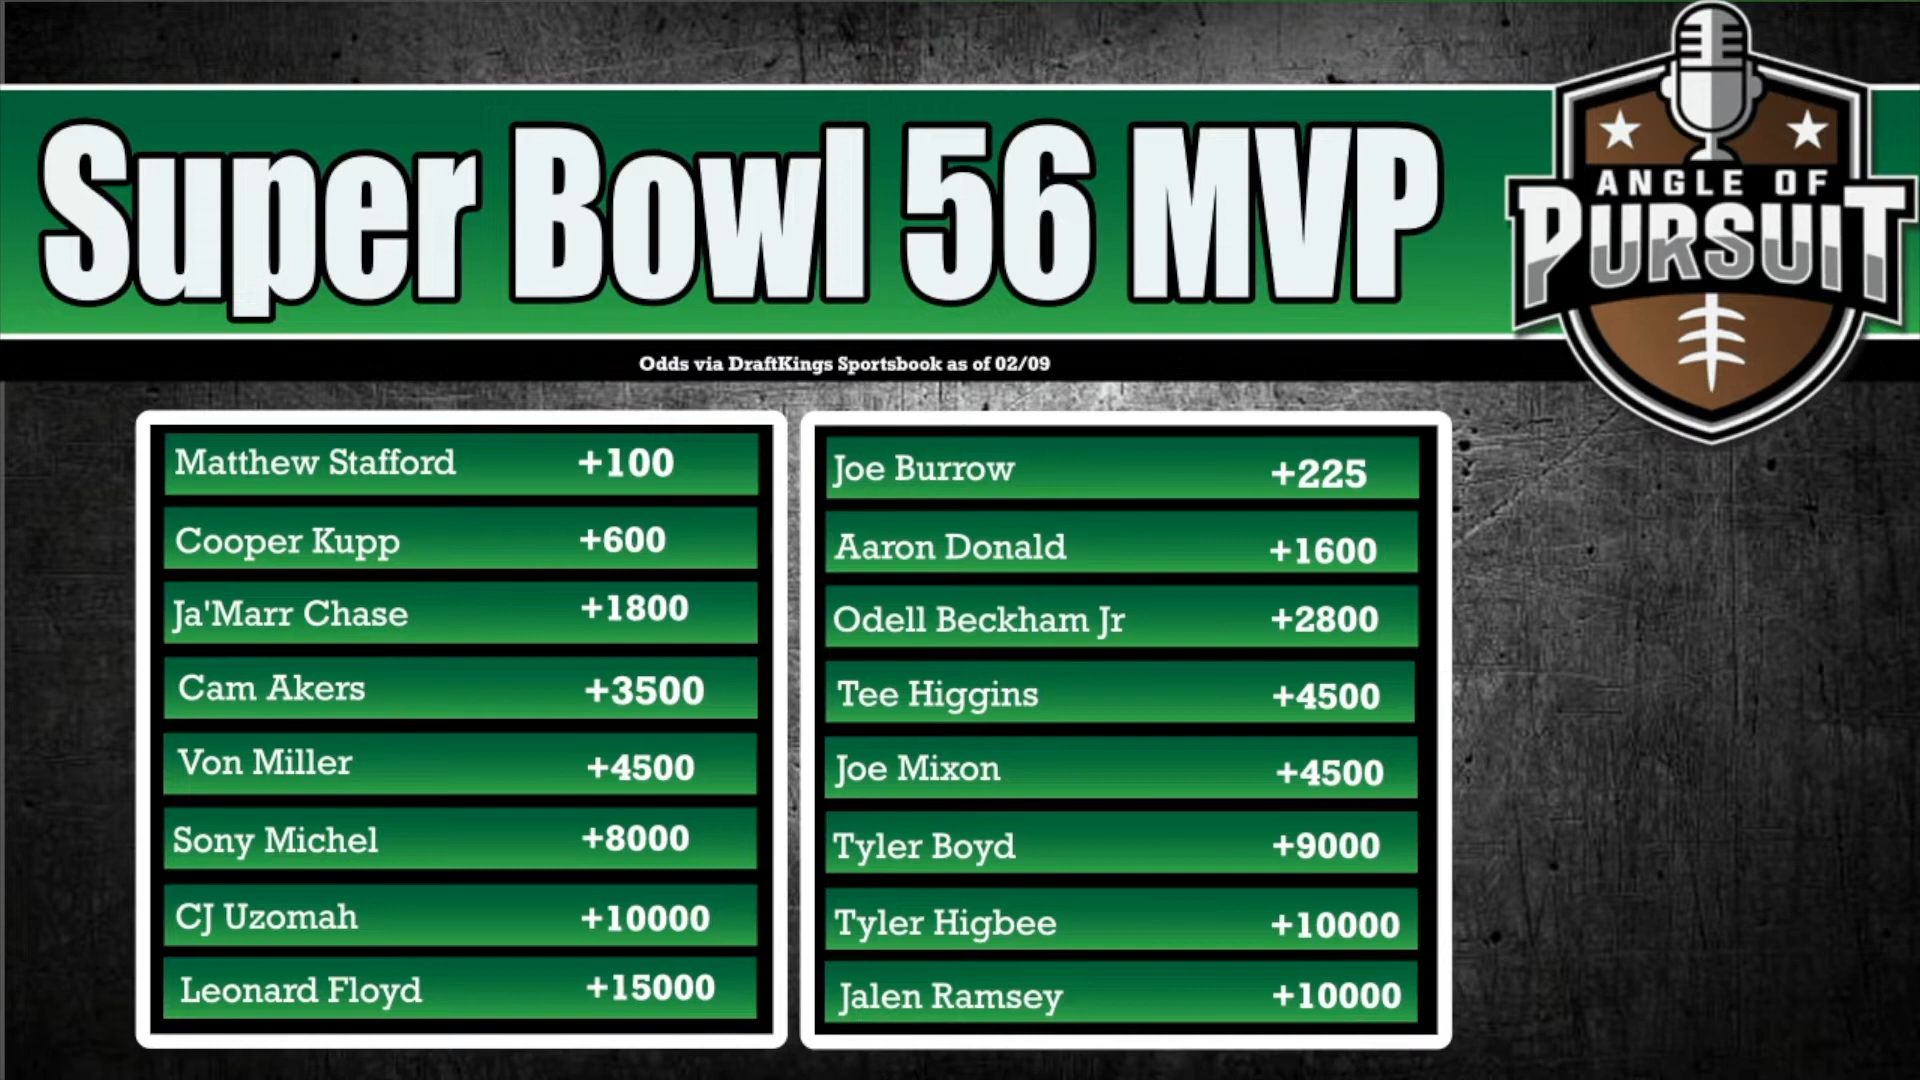 Super Bowl 56 MVP
ANGLE OF
PURSUIT
Odds via DraftKings Sportsbook as of 02/09
Matthew Stafford +100
Cooper Kupp +600
Ja'Marr Chase +1800
Cam Akers +3500
Von Miller +4500
Sony Michel +8000
CJ Uzomah +10000
Leonard Floyd +15000
Joe Burrow +225
Aaron Donald +1600
Odell Beckham Jr +2800
Tee Higgins +4500
Joe Mixon +4500
Tyler Boyd +9000
Tyler Higbee +10000
Jalen Ramsey +10000